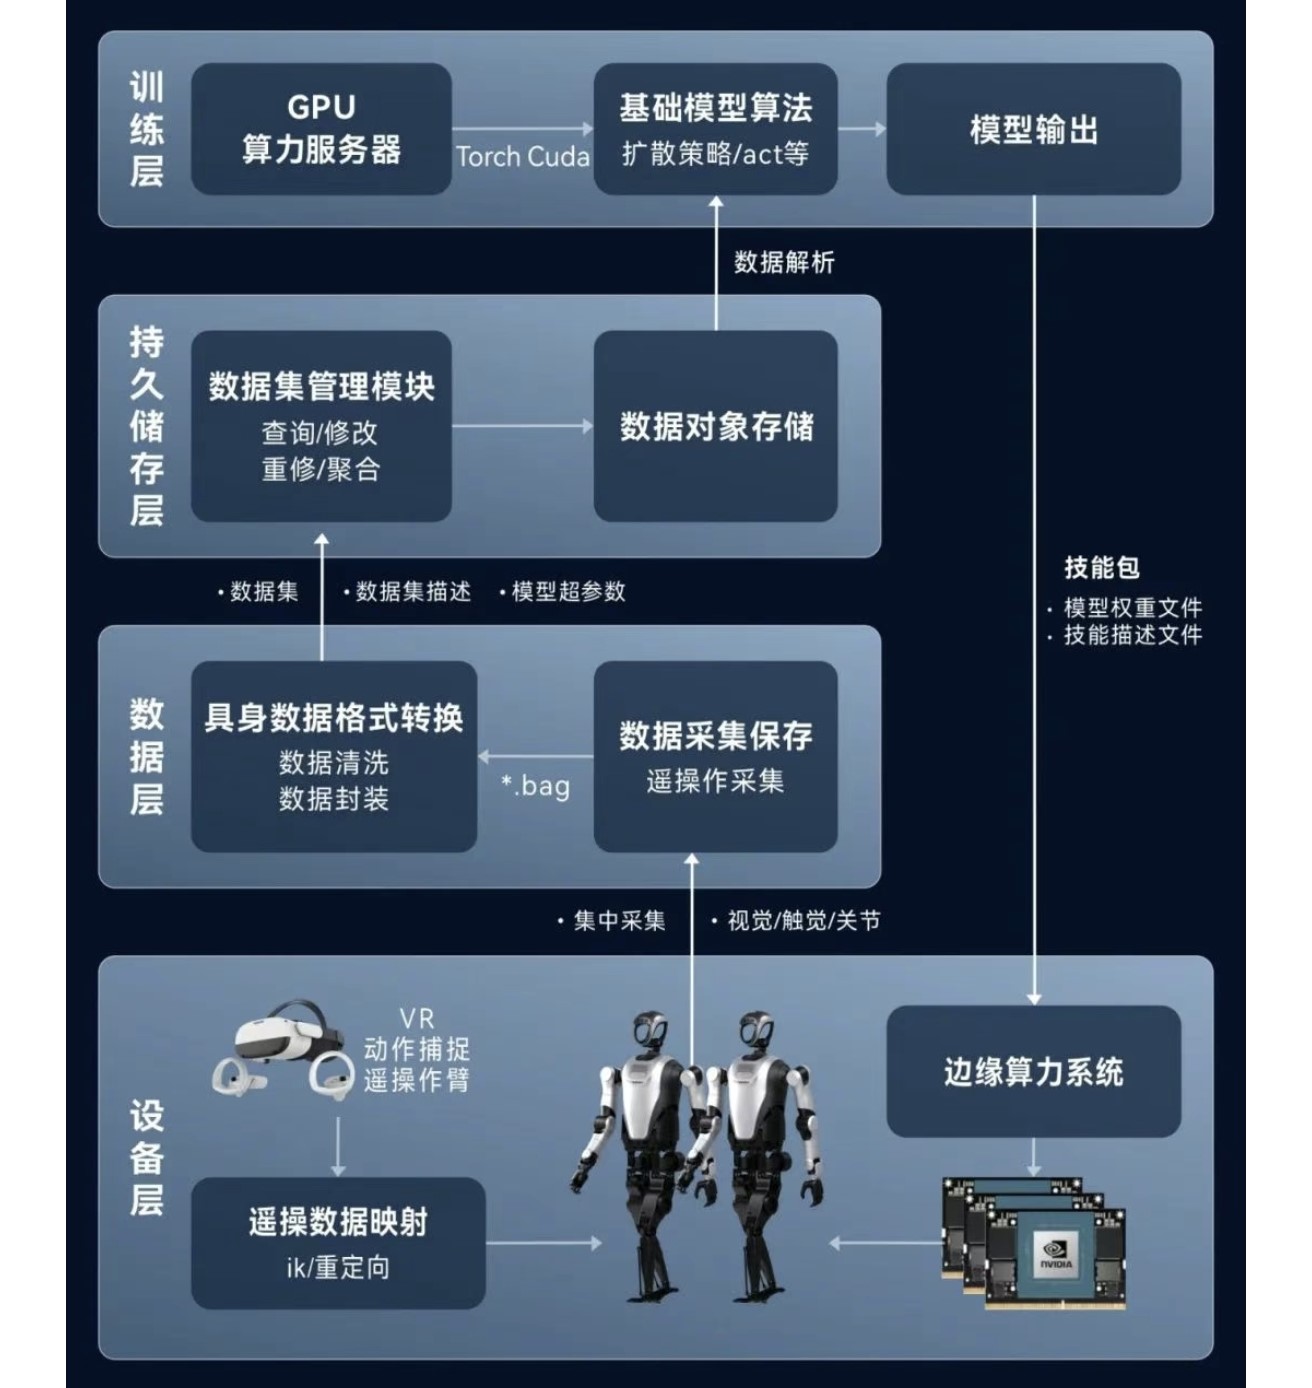 训练层
GPU
算力服务器
Torch Cuda
基础模型算法
扩散策略/act等
模型输出
数据解析
持久储存层
数据集管理模块
查询/修改
重修/聚合
数据对象存储
·数据集
·数据集描述
·模型超参数
技能包
· 模型权重文件
· 技能描述文件
数据层
具身数据格式转换
数据清洗
数据封装
*.bag
数据采集保存
遥操作采集
· 集中采集
· 视觉/触觉/关节
设备层
VR
动作捕捉
遥操作臂
遥操数据映射
ik/重定向
边缘算力系统
NVIDIA